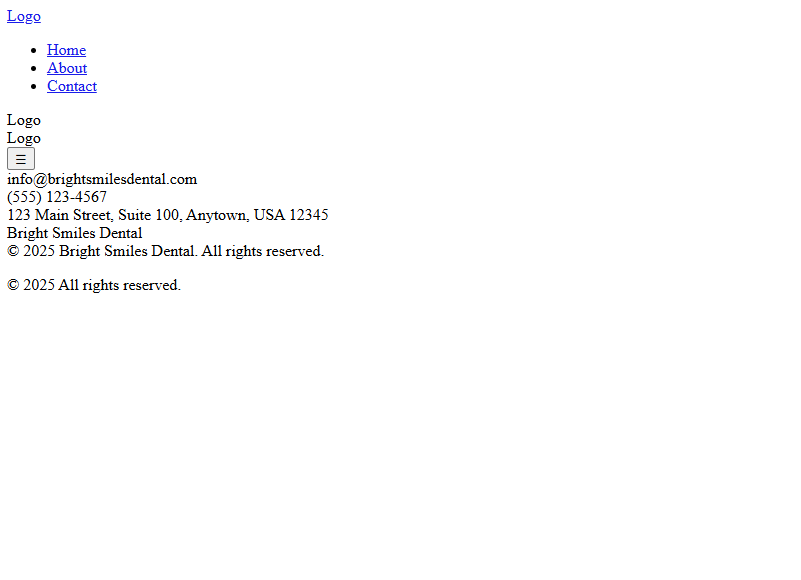 Logo
Home
About
Contact
Logo
Logo
☰
info@brightsmilesdental.com
(555) 123-4567
123 Main Street, Suite 100, Anytown, USA 12345
Bright Smiles Dental
© 2025 Bright Smiles Dental. All rights reserved.
© 2025 All rights reserved.